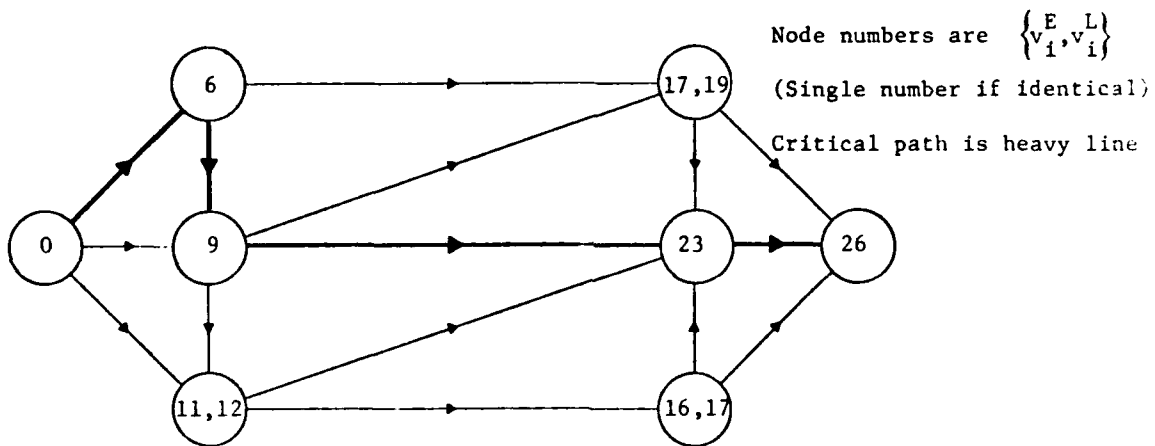 Node numbers are {v_i^E, v_i^L}
6
17,19
(Single number if identical)
Critical path is heavy line
0
9
23
26
11,12
16,17